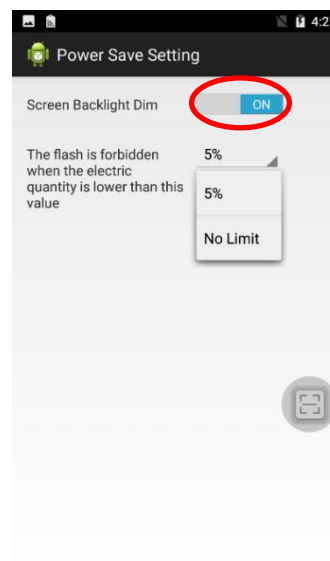 4:2
Power Save Setting
Screen Backlight Dim
ON
The flash is forbidden
when the electric
quantity is lower than this
value
5%
5%
No Limit